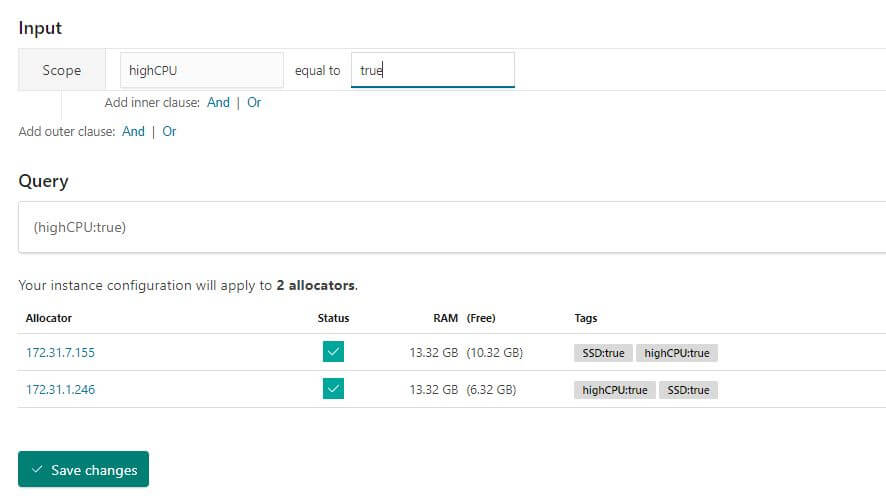 Input
Scope highCPU equal to true
Add inner clause: And | Or
Add outer clause: And | Or
Query
(highCPU:true)
Your instance configuration will apply to 2 allocators.
Allocator Status RAM (Free) Tags
172.31.7.155 13.32 GB (10.32 GB) SSD:true highCPU:true
172.31.1.246 13.32 GB (6.32 GB) highCPU:true SSD:true
Save changes